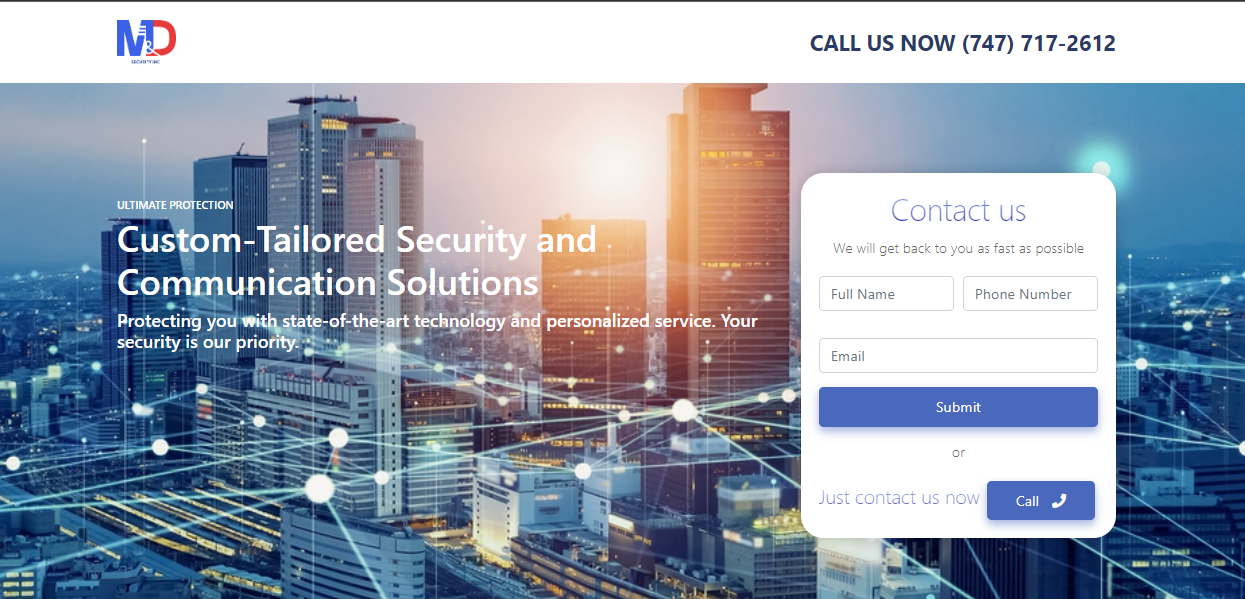 M&D
SECURITY INC
CALL US NOW (747) 717-2612
ULTIMATE PROTECTION
Custom-Tailored Security and
Communication Solutions
Protecting you with state-of-the-art technology and personalized service. Your
security is our priority.
Contact us
We will get back to you as fast as possible
Full Name
Phone Number
Email
Submit
or
Just contact us now
Call